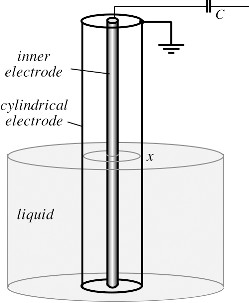 C
inner
electrode
cylindrical
electrode
x
liquid